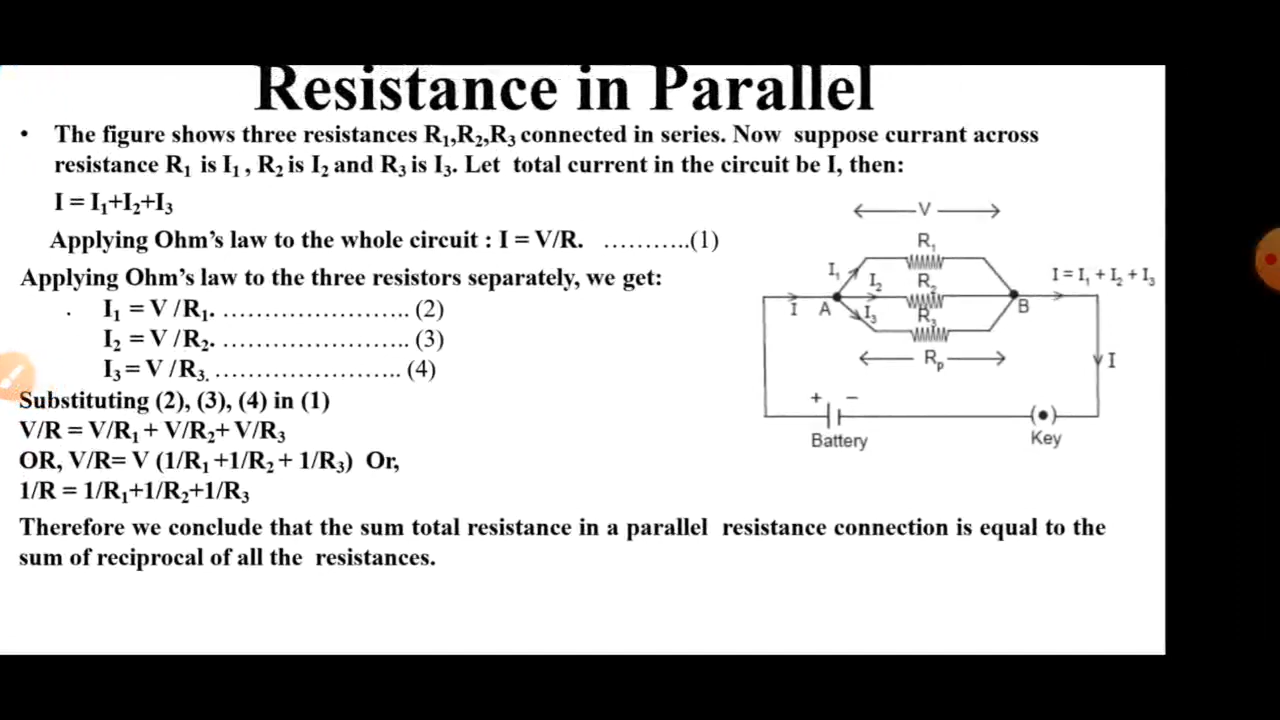 Resistance in Parallel
• The figure shows three resistances R₁,R₂,R₃ connected in series. Now suppose currant across
resistance R₁ is I₁ , R₂ is I₂ and R₃ is I₃. Let total current in the circuit be I, then:
I = I₁+I₂+I₃
Applying Ohm’s law to the whole circuit : I = V/R. ………..(1)
Applying Ohm’s law to the three resistors separately, we get:
. I₁ = V /R₁. …………………… (2)
I₂ = V /R₂. …………………… (3)
I₃ = V /R₃. ………………….. (4)
Substituting (2), (3), (4) in (1)
V/R = V/R₁ + V/R₂+ V/R₃
OR, V/R= V (1/R₁ +1/R₂ + 1/R₃) Or,
1/R = 1/R₁+1/R₂+1/R₃
Therefore we conclude that the sum total resistance in a parallel resistance connection is equal to the
sum of reciprocal of all the resistances.
V
R₁
I₁
I₂
R₂
I = I₁ + I₂ + I₃
I
A
I₃
R₃
B
Rₚ
I
+ −
Battery
Key